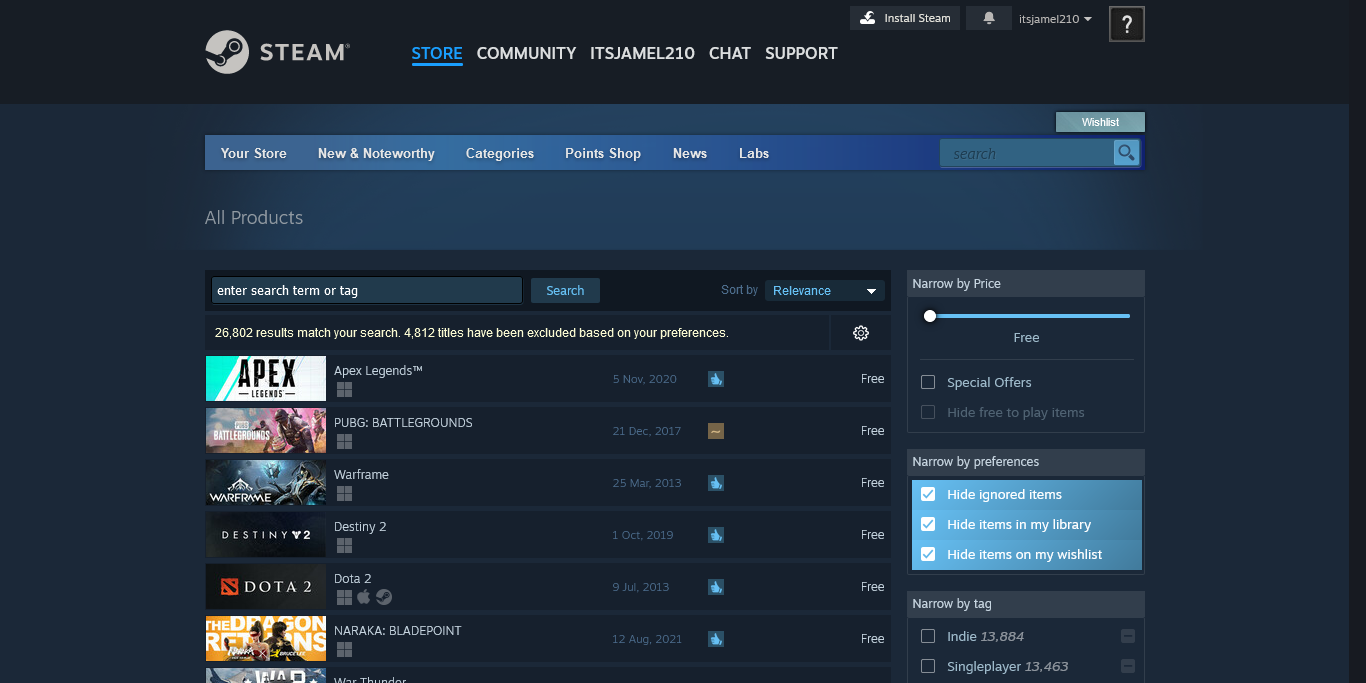 Install Steam
itsjamel210
?
STEAM®
STORE COMMUNITY ITSJAMEL210 CHAT SUPPORT
Wishlist
Your Store New & Noteworthy Categories Points Shop News Labs search
All Products
enter search term or tag Search Sort by Relevance
26,802 results match your search. 4,812 titles have been excluded based on your preferences.
APEX
LEGENDS
Apex Legends™
5 Nov, 2020
Free
PUBG
BATTLEGROUNDS
PUBG: BATTLEGROUNDS
21 Dec, 2017
~
Free
WARFRAME
Warframe
25 Mar, 2013
Free
DESTINY 2
Destiny 2
1 Oct, 2019
Free
DOTA 2
Dota 2
9 Jul, 2013
Free
THE DRAGON
RETURNS
BRUCE LEE
NARAKA: BLADEPOINT
12 Aug, 2021
Free
WAR
War Thunder
Narrow by Price
Free
Special Offers
Hide free to play items
Narrow by preferences
Hide ignored items
Hide items in my library
Hide items on my wishlist
Narrow by tag
Indie 13,884
Singleplayer 13,463